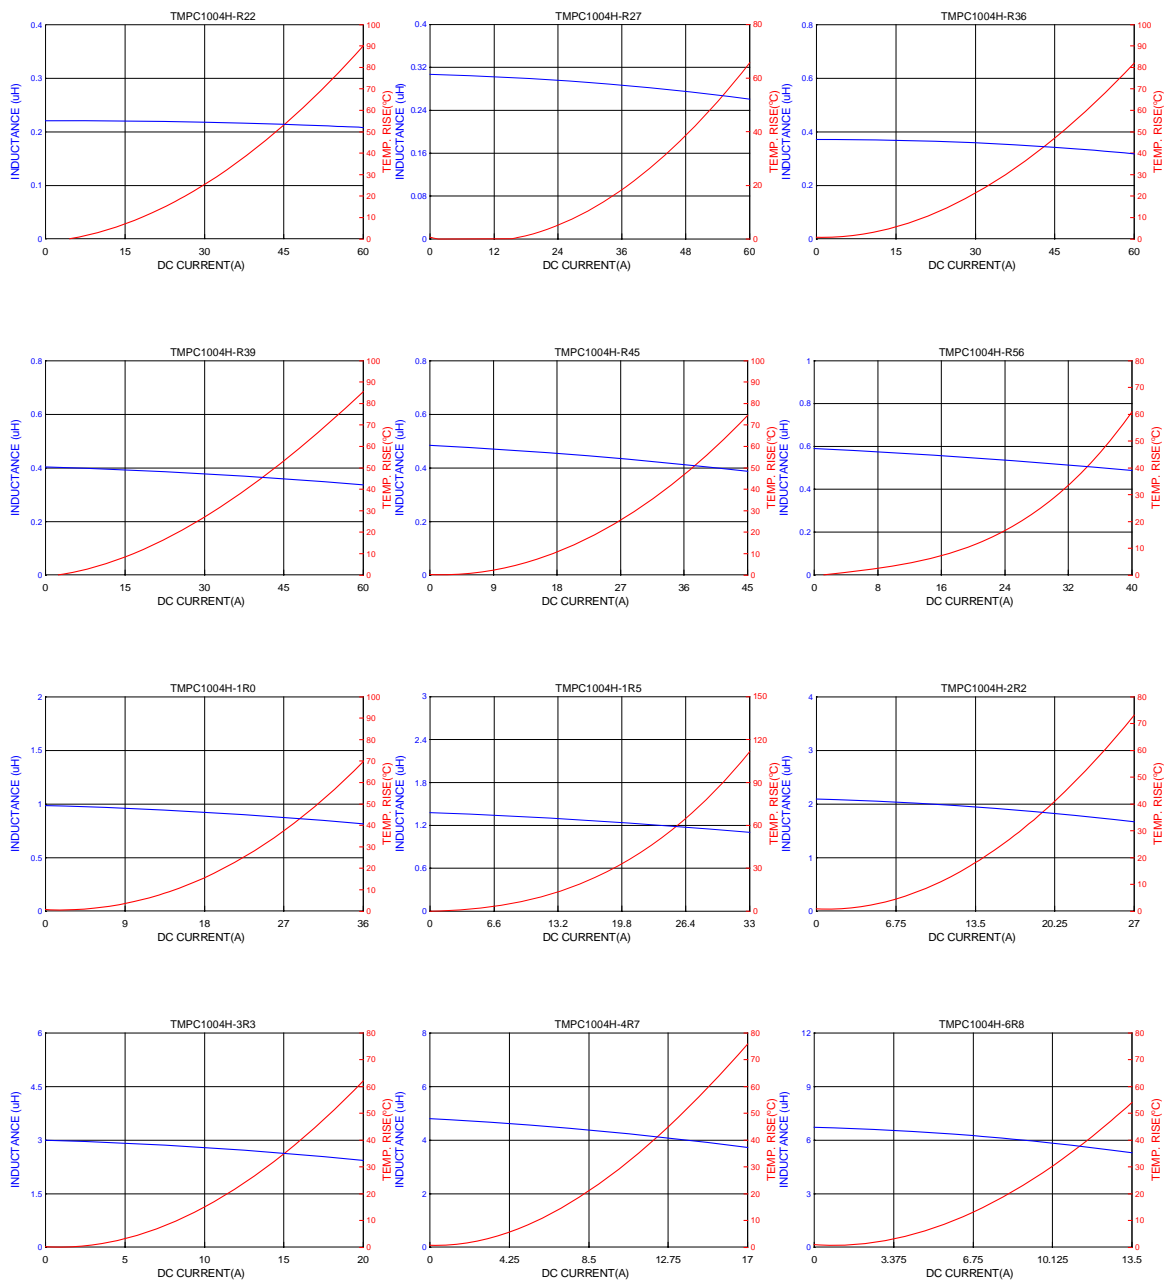 TMPC1004H-R22
0.4
0.3
0.2
0.1
0
INDUCTANCE (uH)
100
90
80
70
60
50
40
30
20
10
0
TEMP. RISE(°C)
0 15 30 45 60
DC CURRENT(A)
TMPC1004H-R27
0.4
0.32
0.24
0.16
0.08
0
INDUCTANCE (uH)
80
60
40
20
0
TEMP. RISE(°C)
0 12 24 36 48 60
DC CURRENT(A)
TMPC1004H-R36
0.8
0.6
0.4
0.2
0
INDUCTANCE (uH)
100
90
80
70
60
50
40
30
20
10
0
TEMP. RISE(°C)
0 15 30 45 60
DC CURRENT(A)
TMPC1004H-R39
0.8
0.6
0.4
0.2
0
INDUCTANCE (uH)
100
90
80
70
60
50
40
30
20
10
0
TEMP. RISE(°C)
0 15 30 45 60
DC CURRENT(A)
TMPC1004H-R45
0.8
0.6
0.4
0.2
0
INDUCTANCE (uH)
100
90
80
70
60
50
40
30
20
10
0
TEMP. RISE(°C)
0 9 18 27 36 45
DC CURRENT(A)
TMPC1004H-R56
1
0.8
0.6
0.4
0.2
0
INDUCTANCE (uH)
80
70
60
50
40
30
20
10
0
TEMP. RISE(°C)
0 8 16 24 32 40
DC CURRENT(A)
TMPC1004H-1R0
2
1.5
1
0.5
0
INDUCTANCE (uH)
100
90
80
70
60
50
40
30
20
10
0
TEMP. RISE(°C)
0 9 18 27 36
DC CURRENT(A)
TMPC1004H-1R5
3
2.4
1.8
1.2
0.6
0
INDUCTANCE (uH)
150
120
90
60
30
0
TEMP. RISE(°C)
0 6.6 13.2 19.8 26.4 33
DC CURRENT(A)
TMPC1004H-2R2
4
3
2
1
0
INDUCTANCE (uH)
80
70
60
50
40
30
20
10
0
TEMP. RISE(°C)
0 6.75 13.5 20.25 27
DC CURRENT(A)
TMPC1004H-3R3
6
4.5
3
1.5
0
INDUCTANCE (uH)
80
70
60
50
40
30
20
10
0
TEMP. RISE(°C)
0 5 10 15 20
DC CURRENT(A)
TMPC1004H-4R7
8
6
4
2
0
INDUCTANCE (uH)
80
70
60
50
40
30
20
10
0
TEMP. RISE(°C)
0 4.25 8.5 12.75 17
DC CURRENT(A)
TMPC1004H-6R8
12
9
6
3
0
INDUCTANCE (uH)
80
70
60
50
40
30
20
10
0
TEMP. RISE(°C)
0 3.375 6.75 10.125 13.5
DC CURRENT(A)